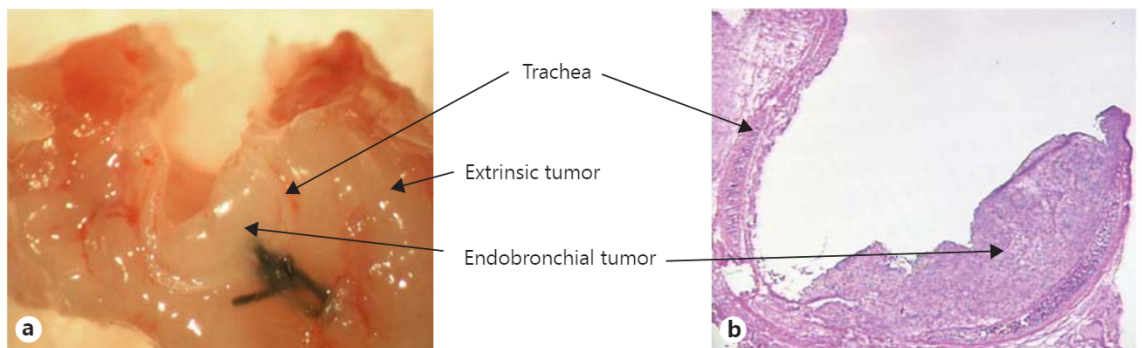 Trachea
Extrinsic tumor
Endobronchial tumor
a
b